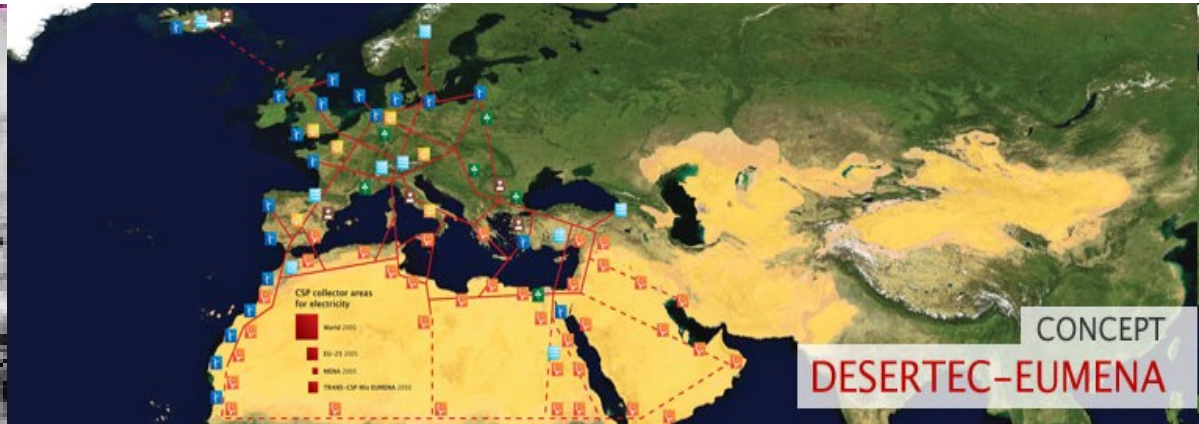 CSP collector areas
for electricity
World 2005
EU-25 2005
MENA 2005
TRANS-CSP Mix EUMENA 2050
CONCEPT
DESERTEC–EUMENA